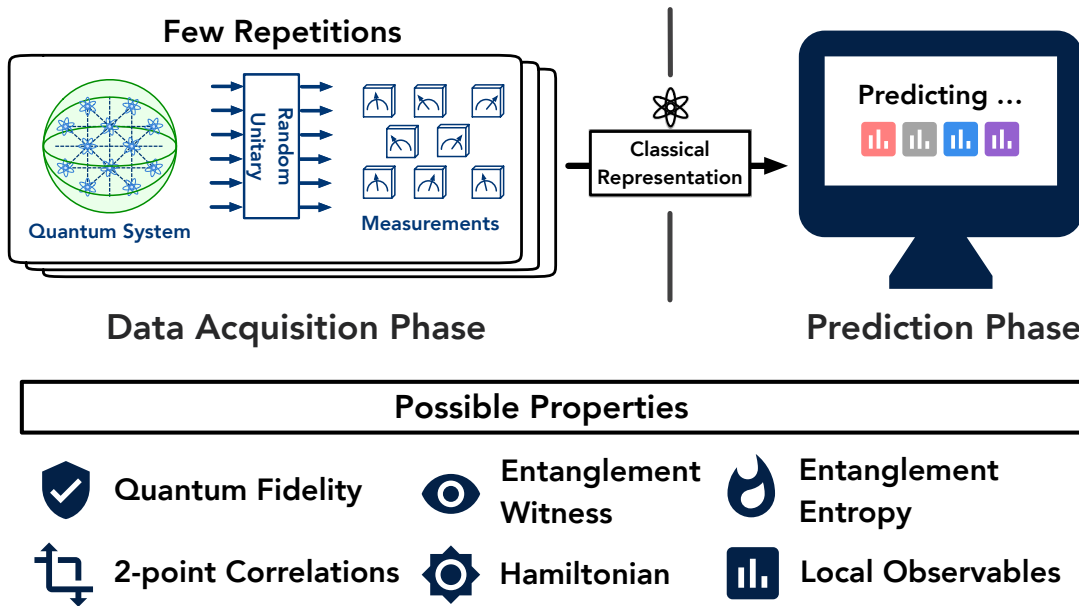 Few Repetitions
Quantum System
Random
Unitary
Measurements
Classical
Representation
Predicting ...
Data Acquisition Phase
Prediction Phase
Possible Properties
Quantum Fidelity
Entanglement
Witness
Entanglement
Entropy
2-point Correlations
Hamiltonian
Local Observables